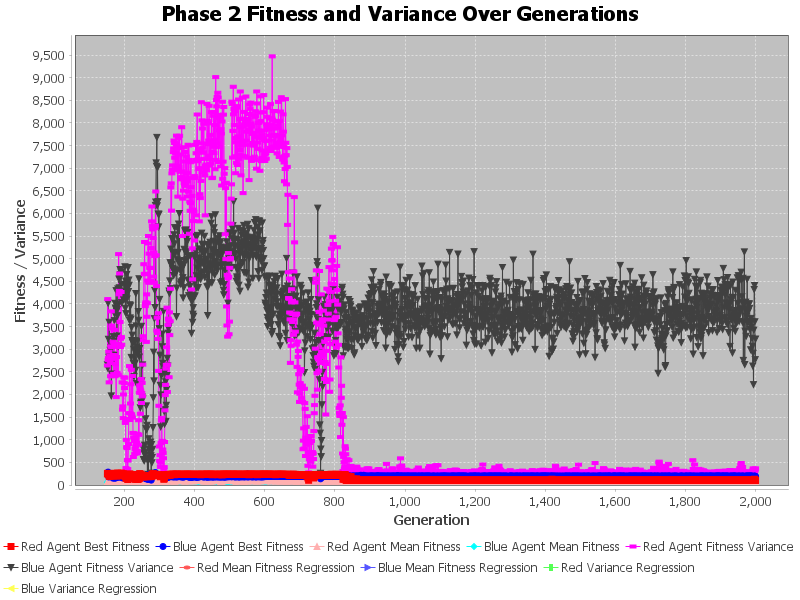 Phase 2 Fitness and Variance Over Generations
Fitness / Variance
9,500
9,000
8,500
8,000
7,500
7,000
6,500
6,000
5,500
5,000
4,500
4,000
3,500
3,000
2,500
2,000
1,500
1,000
500
0
200 400 600 800 1,000 1,200 1,400 1,600 1,800 2,000
Generation
Red Agent Best Fitness Blue Agent Best Fitness Red Agent Mean Fitness Blue Agent Mean Fitness Red Agent Fitness Variance
Blue Agent Fitness Variance Red Mean Fitness Regression Blue Mean Fitness Regression Red Variance Regression
Blue Variance Regression